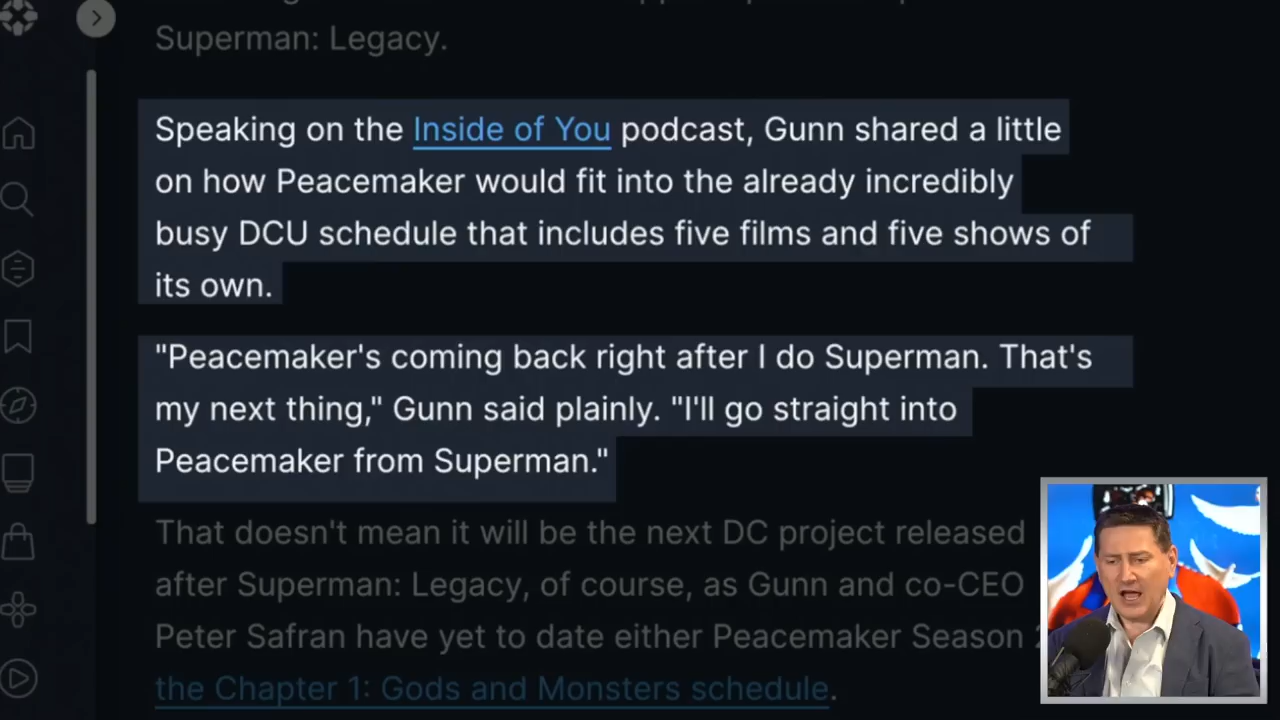 Superman: Legacy.
Speaking on the Inside of You podcast, Gunn shared a little
on how Peacemaker would fit into the already incredibly
busy DCU schedule that includes five films and five shows of
its own.
"Peacemaker's coming back right after I do Superman. That's
my next thing," Gunn said plainly. "I'll go straight into
Peacemaker from Superman."
That doesn't mean it will be the next DC project released
after Superman: Legacy, of course, as Gunn and co-CEO
Peter Safran have yet to date either Peacemaker Season
the Chapter 1: Gods and Monsters schedule.